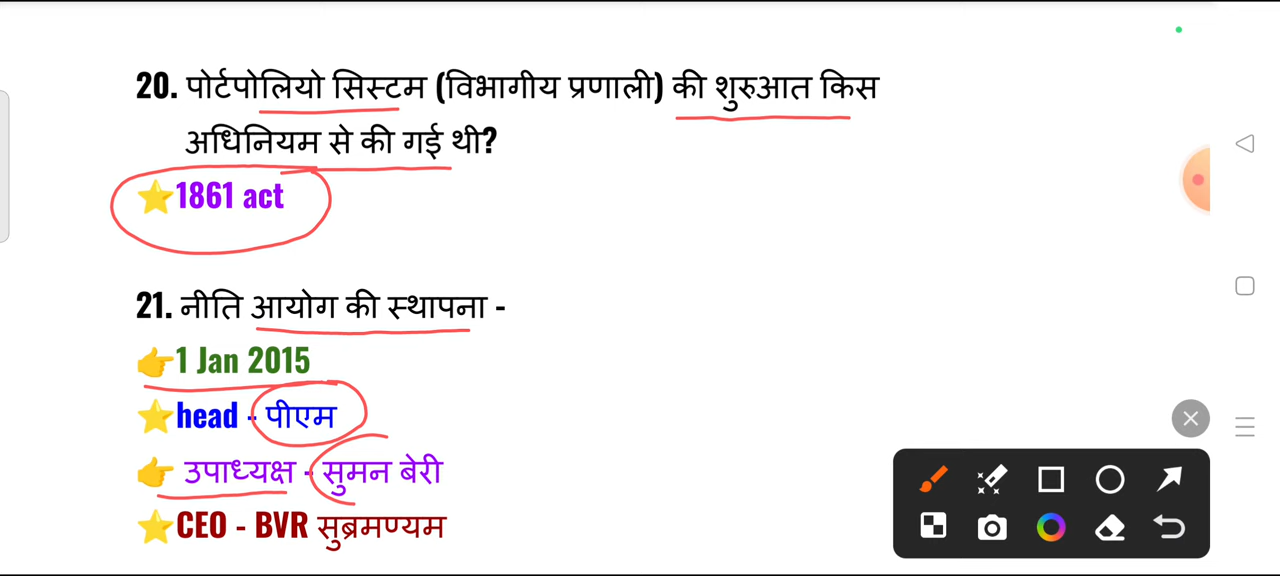 20. पोर्टपोलियो सिस्टम (विभागीय प्रणाली) की शुरुआत किस
अधिनियम से की गई थी?
⭐1861 act
21. नीति आयोग की स्थापना -
👉1 Jan 2015
⭐head - पीएम
👉 उपाध्यक्ष - सुमन बेरी
⭐CEO - BVR सुब्रमण्यम